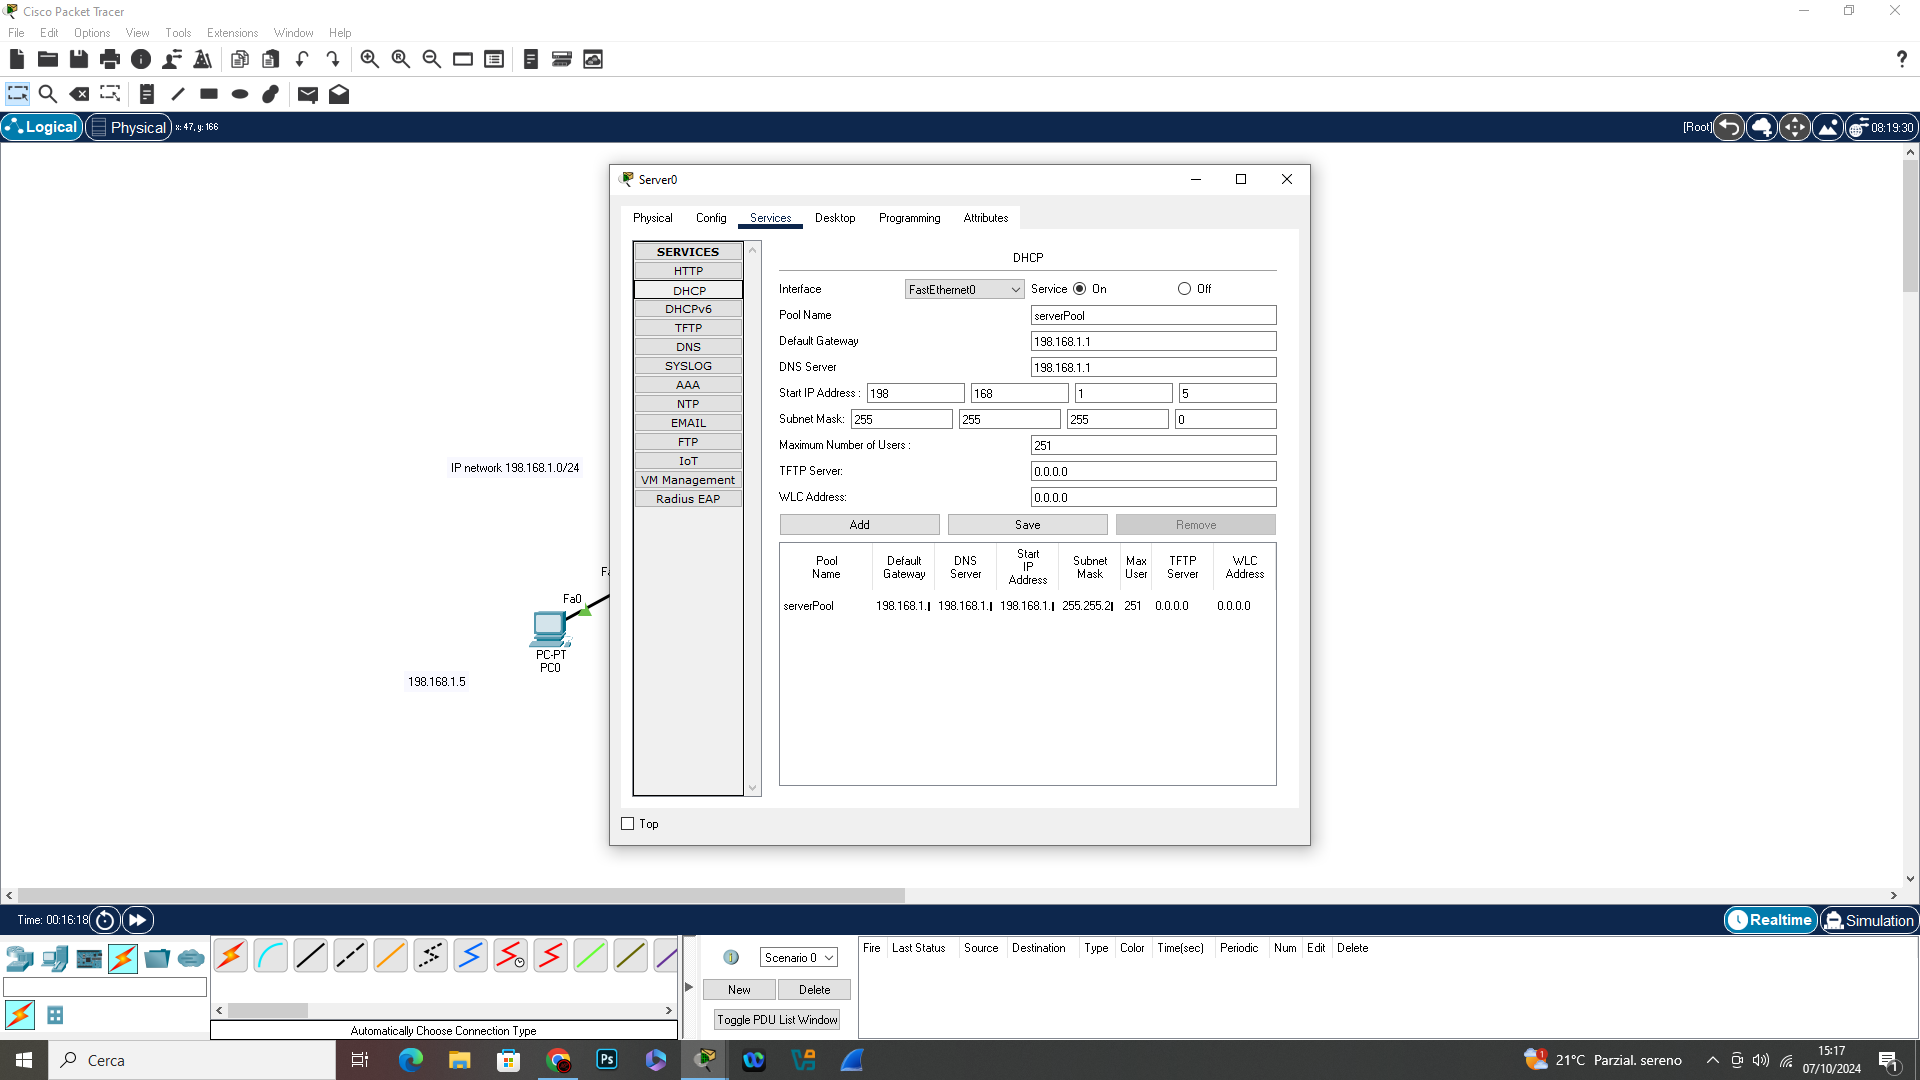 Cisco Packet Tracer
File Edit Options View Tools Extensions Window Help
Logical Physical x: 47, y: 166 [Root] 08:19:30
Server0
Physical Config Services Desktop Programming Attributes
SERVICES
HTTP
DHCP
DHCPv6
TFTP
DNS
SYSLOG
AAA
NTP
EMAIL
FTP
IoT
VM Management
Radius EAP
DHCP
Interface FastEthernet0 Service On Off
Pool Name serverPool
Default Gateway 198.168.1.1
DNS Server 198.168.1.1
Start IP Address : 198 168 1 5
Subnet Mask: 255 255 255 0
Maximum Number of Users : 251
TFTP Server: 0.0.0.0
WLC Address: 0.0.0.0
Add Save Remove
Pool Name Default Gateway DNS Server Start IP Address Subnet Mask Max User TFTP Server WLC Address
serverPool 198.168.1. 198.168.1. 198.168.1. 255.255.2 251 0.0.0.0 0.0.0.0
Top
IP network 198.168.1.0/24
Fa0
PC-PT
PC0
198.168.1.5
Time: 00:16:18 Realtime Simulation
Scenario 0
New Delete
Toggle PDU List Window
Fire Last Status Source Destination Type Color Time(sec) Periodic Num Edit Delete
Automatically Choose Connection Type
Cerca
Ps
1 21°C Parzial. sereno
15:17
07/10/2024
1